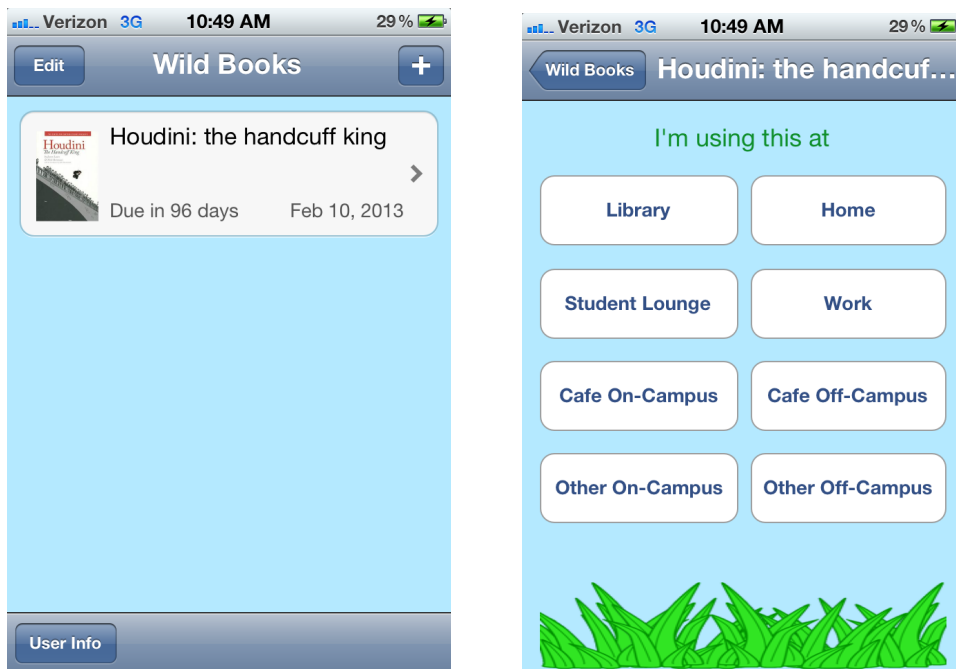 Verizon 3G 10:49 AM 29%
Edit Wild Books +
Houdini: the handcuff king
Houdini
The Handcuff King
Due in 96 days Feb 10, 2013
User Info
Verizon 3G 10:49 AM 29%
Wild Books Houdini: the handcuf...
I'm using this at
Library Home
Student Lounge Work
Cafe On-Campus Cafe Off-Campus
Other On-Campus Other Off-Campus